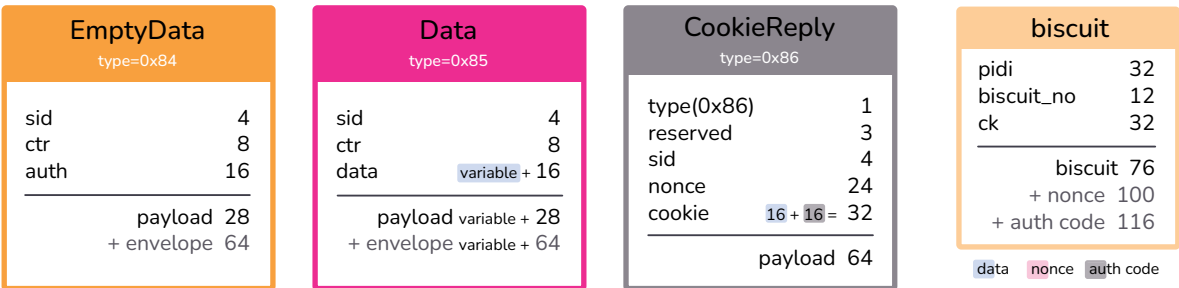 EmptyData
type=0x84
sid 4
ctr 8
auth 16
payload 28
+ envelope 64
Data
type=0x85
sid 4
ctr 8
data variable + 16
payload variable + 28
+ envelope variable + 64
CookieReply
type=0x86
type(0x86) 1
reserved 3
sid 4
nonce 24
cookie 16 + 16 = 32
payload 64
biscuit
pidi 32
biscuit_no 12
ck 32
biscuit 76
+ nonce 100
+ auth code 116
data nonce auth code